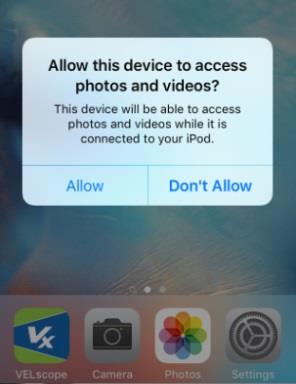 Allow this device to access
photos and videos?
This device will be able to access
photos and videos while it is
connected to your iPod.
Allow
Don't Allow
Vx
VELscope
Camera
Photos
Settings